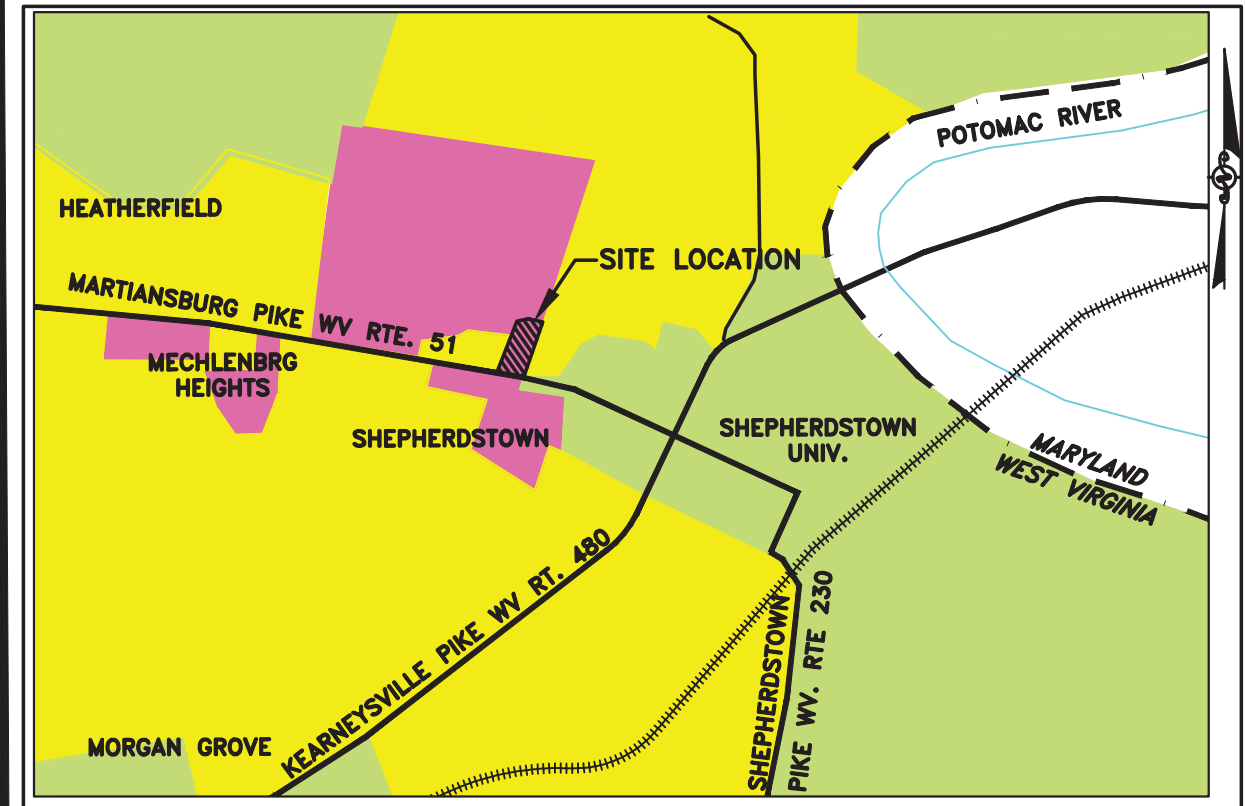 POTOMAC RIVER
HEATHERFIELD
SITE LOCATION
MARTIANSBURG PIKE WV RTE. 51
MECHLENBRG
HEIGHTS
SHEPHERDSTOWN
SHEPHERDSTOWN
UNIV.
MARYLAND
WEST VIRGINIA
KEARNEYSVILLE PIKE WV RT. 480
SHEPHERDSTOWN
PIKE WV. RTE 230
MORGAN GROVE
N